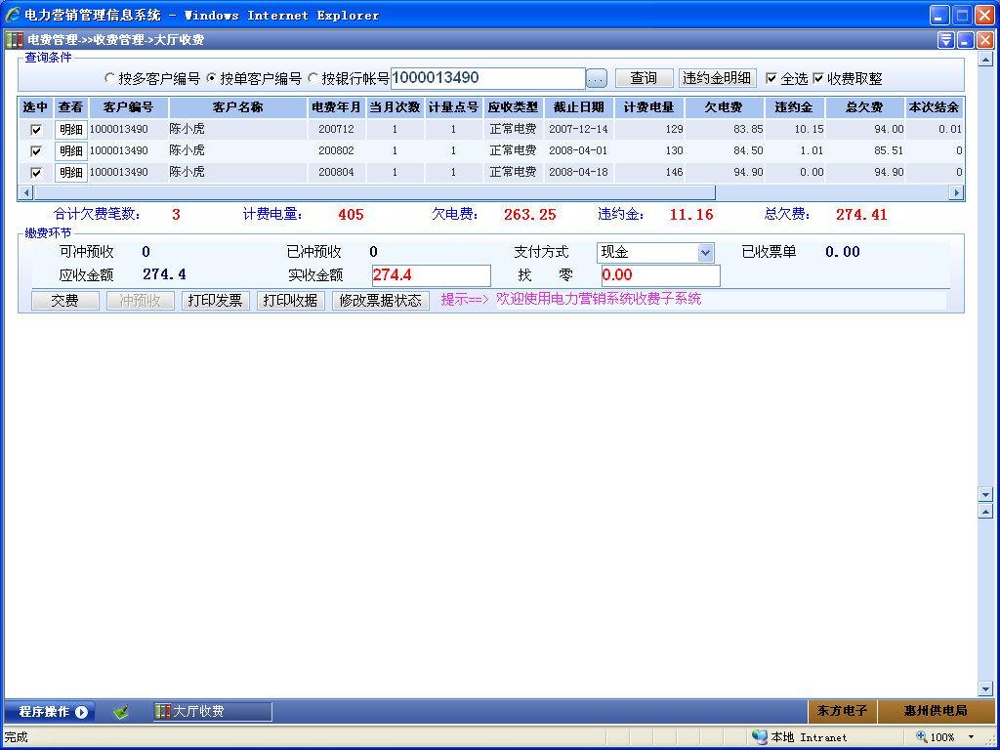 电力营销管理信息系统 - Windows Internet Explorer
电费管理->>收费管理->大厅收费
查询条件
按多客户编号 按单客户编号 按银行帐号 1000013490 ... 查询 违约金明细 全选 收费取整
选中 查看 客户编号 客户名称 电费年月 当月次数 计量点号 应收类型 截止日期 计费电量 欠电费 违约金 总欠费 本次结余
明细 1000013490 陈小虎 200712 1 1 正常电费 2007-12-14 129 83.85 10.15 94.00 0.01
明细 1000013490 陈小虎 200802 1 1 正常电费 2008-04-01 130 84.50 1.01 85.51 0
明细 1000013490 陈小虎 200804 1 1 正常电费 2008-04-18 146 94.90 0.00 94.90 0
合计欠费笔数: 3 计费电量: 405 欠电费: 263.25 违约金: 11.16 总欠费: 274.41
缴费环节
可冲预收 0 已冲预收 0 支付方式 现金 已收票单 0.00
应收金额 274.4 实收金额 274.4 找 零 0.00
交费 冲预收 打印发票 打印收据 修改票据状态 提示==> 欢迎使用电力营销系统收费子系统
程序操作 大厅收费 东方电子 惠州供电局
完成 本地 Intranet 100%